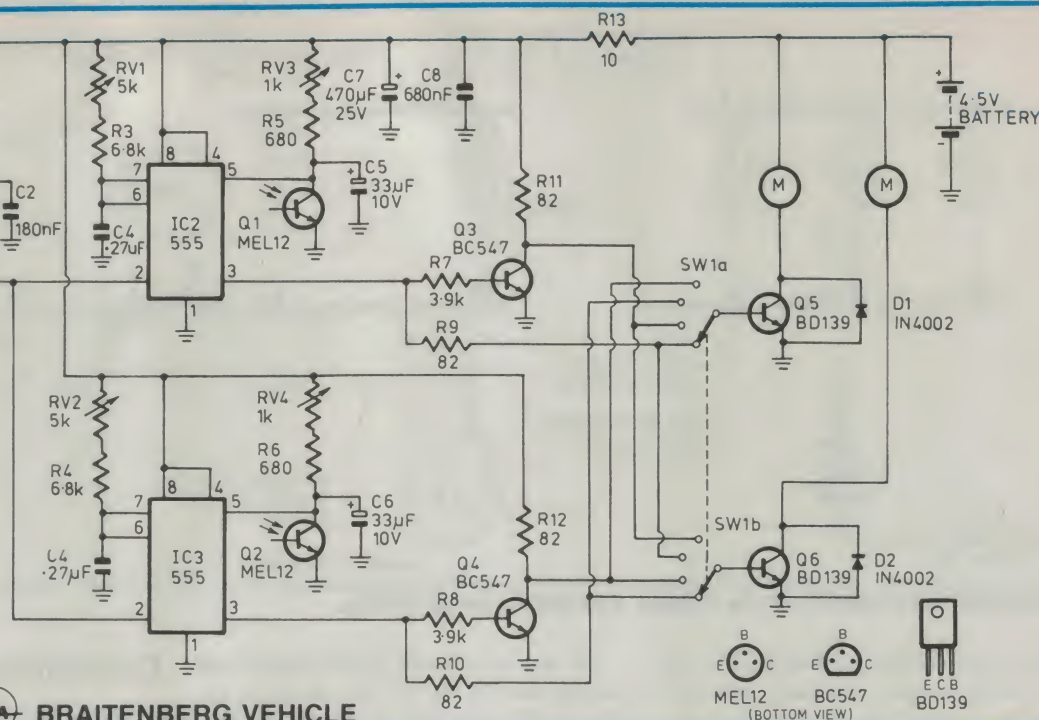 R13
10
RV1
5k
R3
6·8k
C2
180nF
C4
·27uF
8
4
7
6
5
2
3
1
IC2
555
RV3
1k
R5
680
C7
470µF
25V
C8
680nF
C5
33µF
10V
Q1
MEL12
R7
3·9k
R9
82
Q3
BC547
R11
82
SW1a
M
M
Q5
BD139
D1
IN4002
+
4·5V
BATTERY
-
RV2
5k
R4
6·8k
C4
·27µF
8
4
7
6
5
2
3
1
IC3
555
RV4
1k
R6
680
C6
33µF
10V
Q2
MEL12
R8
3·9k
R10
82
Q4
BC547
R12
82
SW1b
Q6
BD139
D2
IN4002
B
E C
MEL12
B
E C
BC547
(BOTTOM VIEW)
E C B
BD139
BRAITENBERG VEHICLE